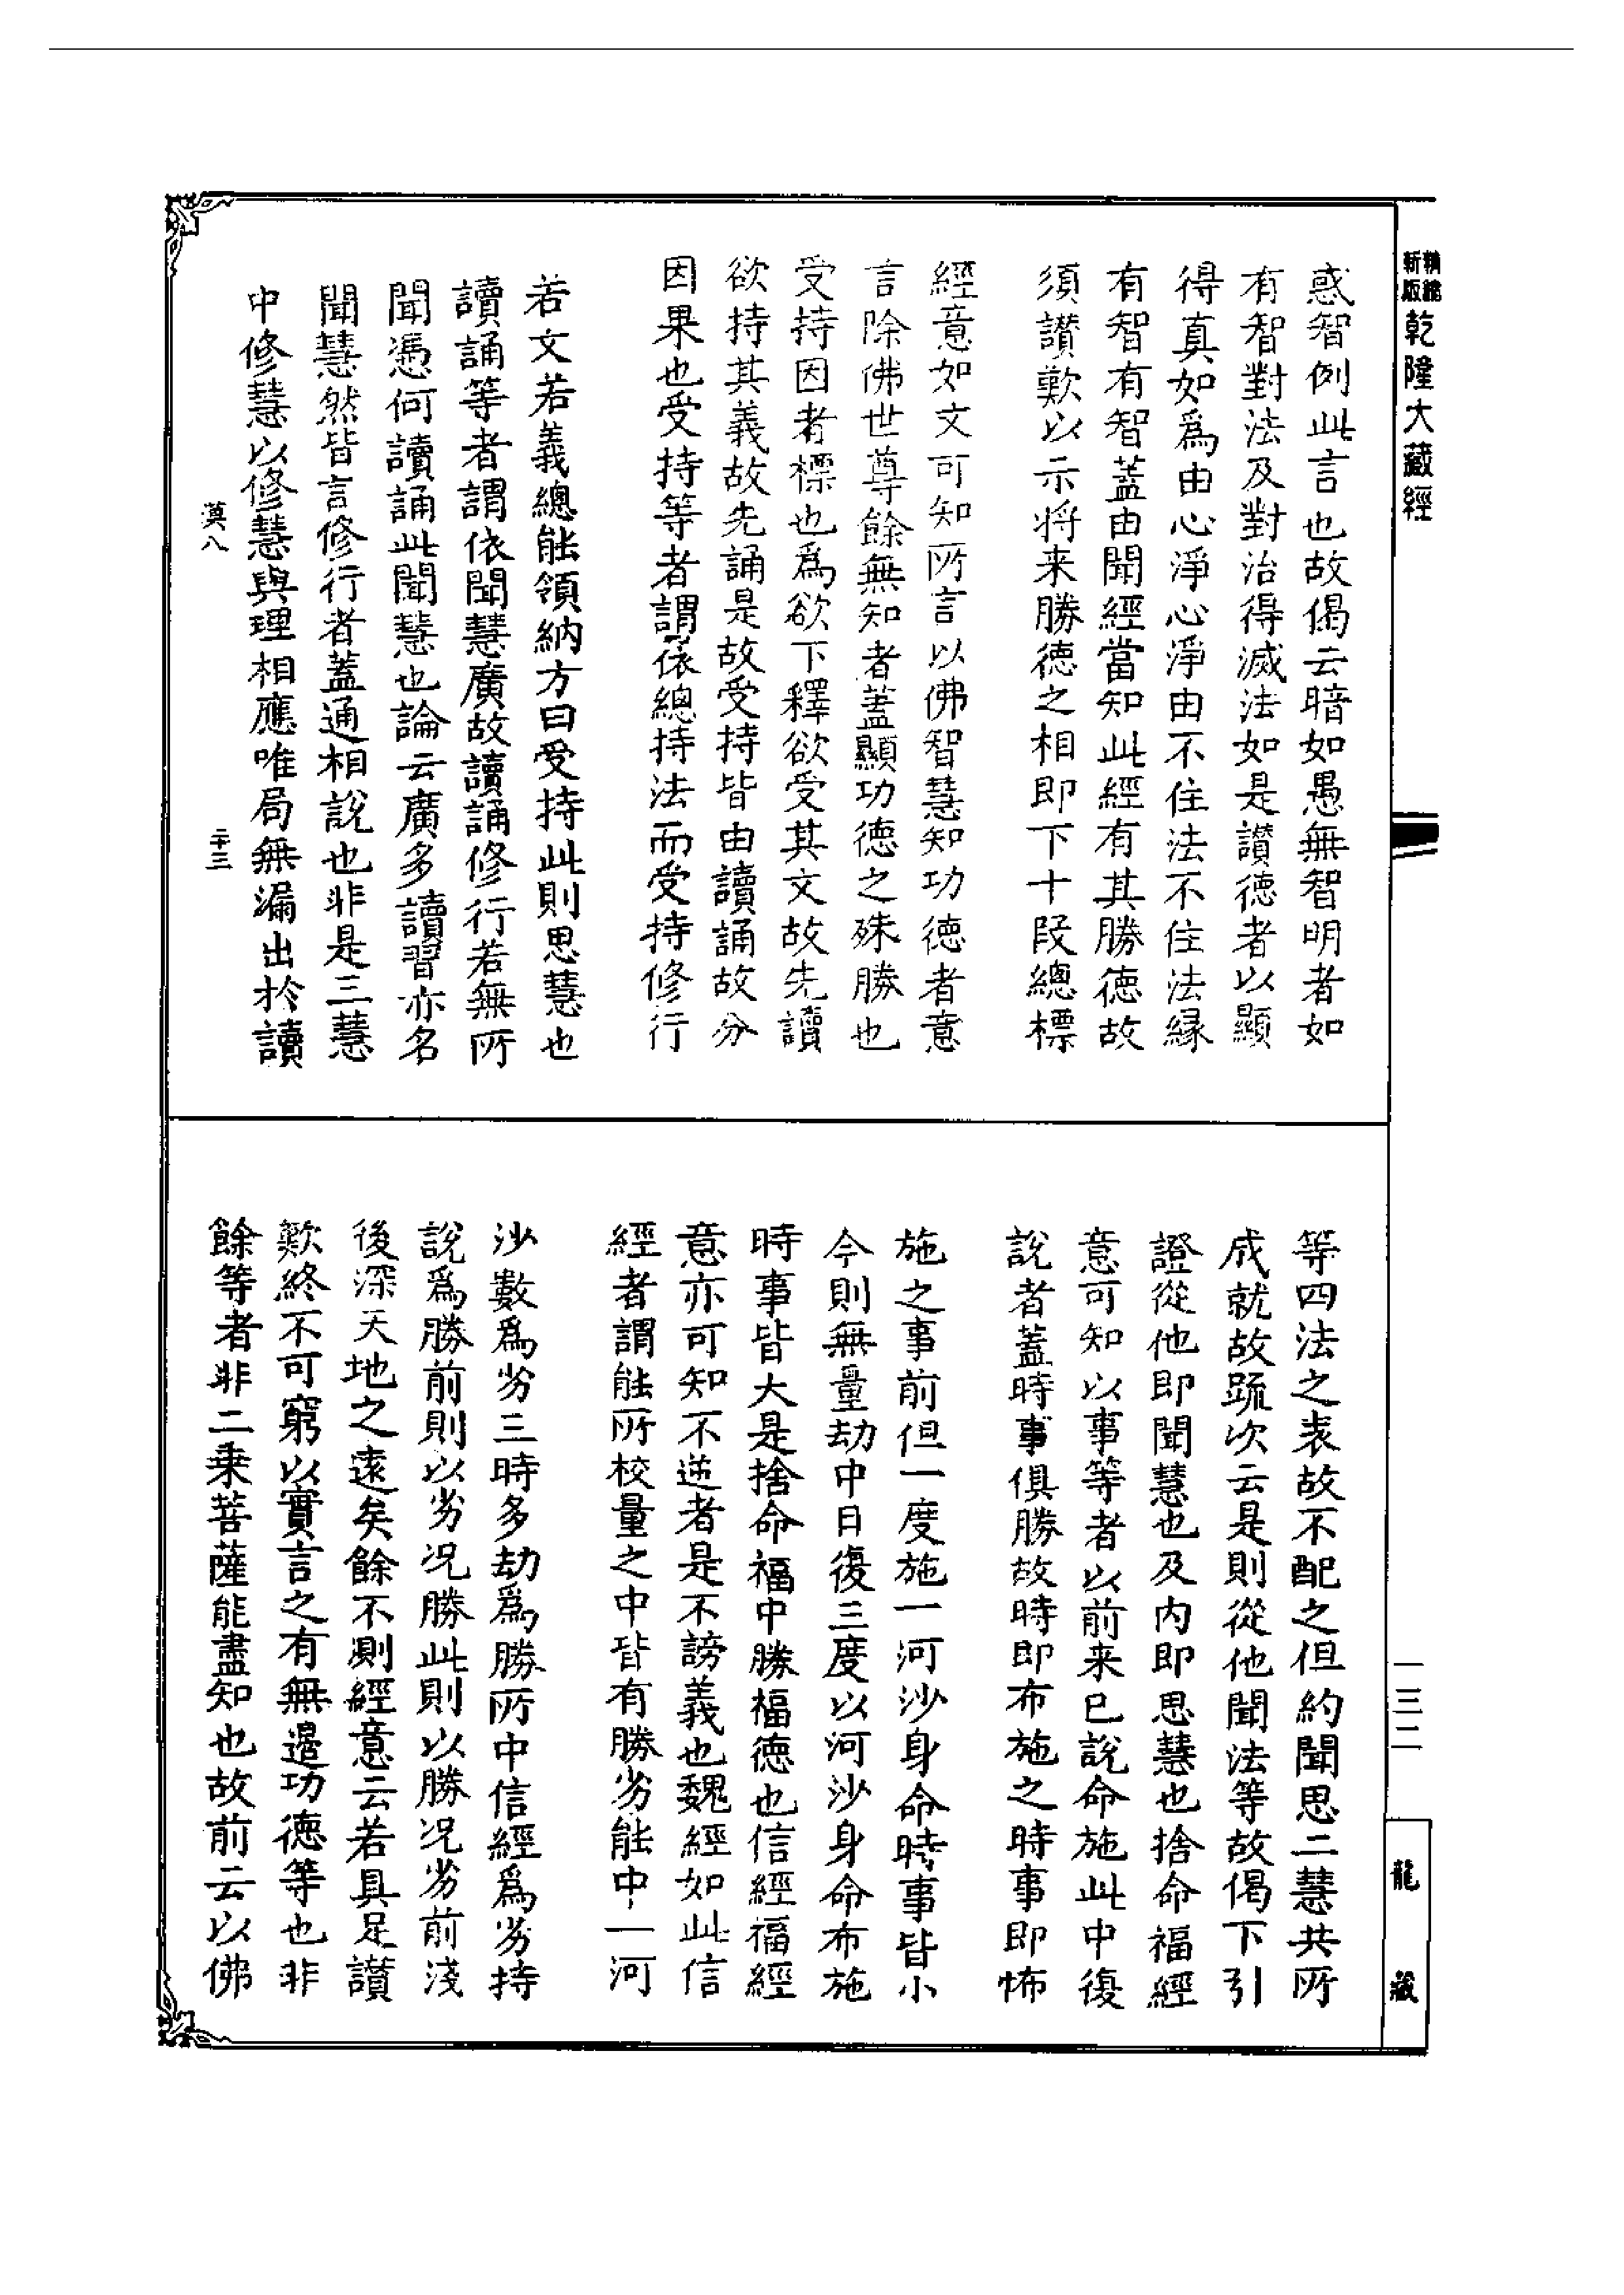 精縮
新版
乾隆大藏經
惑智例此言也故偈云暗如愚無智明者如
有智對法及對治得滅法如是讃德者以顯
得真如爲由心淨心淨由不住法不住法縁
有智有智蓋由聞經當知此經有其勝德故
須讃歎以示将来勝德之相即下十段總標
經意如文可知所言以佛智慧知功德者意
言除佛世尊餘無知者蓋顯功德之殊勝也
受持因者標也爲欲下釋欲受其文故先讀
欲持其義故先誦是故受持皆由讀誦故分
因果也受持等者謂依總持法而受持修行
若文若義總能領納方曰受持此則思慧也
讀誦等者謂依聞慧廣故讀誦修行若無所
聞憑何讀誦此聞慧也論云廣多讀習亦名
聞慧然皆言修行者蓋通相說也非是三慧
中修慧以修慧與理相應唯局無漏出於讀
漠八
二十三
等四法之表故不配之但約聞思二慧共所
成就故疏次云是則從他聞法等故偈下引
證從他即聞慧也及内即思慧也捨命福經
意可知以事等者以前来已說命施此中復
說者蓋時事俱勝故時即布施之時事即怖
施之事前但一度施一河沙身命時事皆小
今則無量劫中日復三度以河沙身命布施
時事皆大是捨命福中勝福德也信經福經
意亦可知不逆者是不謗義也魏經如此信
經者謂能所校量之中皆有勝劣能中一河
沙數爲劣三時多劫爲勝所中信經爲劣持
說爲勝前則以劣况勝此則以勝况劣前淺
後深天地之逺矣餘不測經意云若具足讃
歎終不可窮以實言之有無邉功德等也非
餘等者非二乗菩薩能盡知也故前云以佛
一三二
龍藏